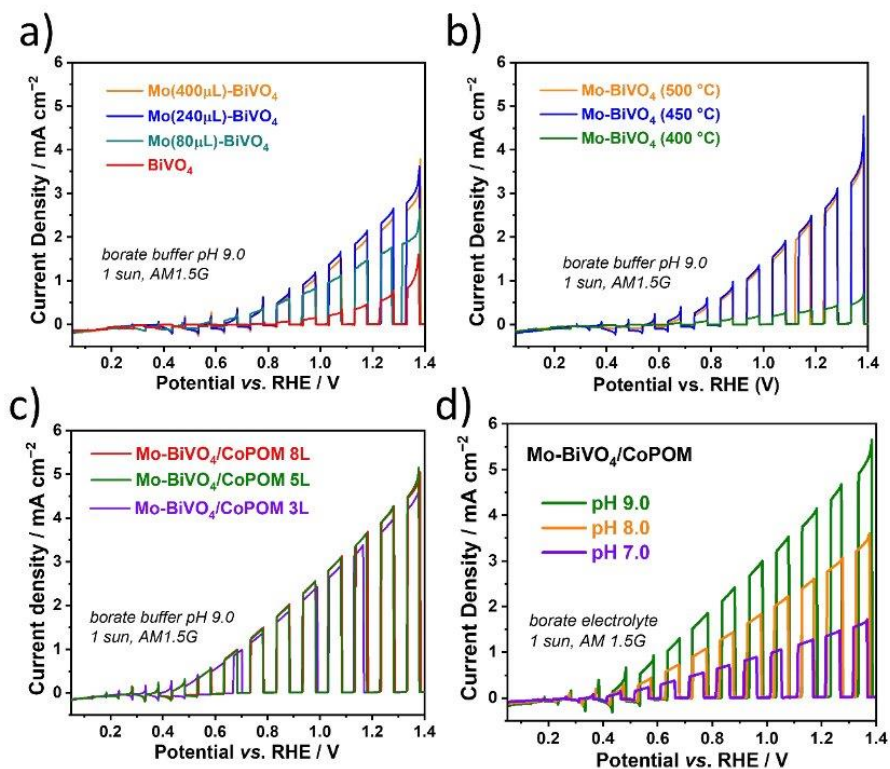 a)
Mo(400μL)-BiVO₄
Mo(240μL)-BiVO₄
Mo(80μL)-BiVO₄
BiVO₄
borate buffer pH 9.0
1 sun, AM1.5G
Current Density / mA cm⁻²
6
5
4
3
2
1
0
0.2 0.4 0.6 0.8 1.0 1.2 1.4
Potential vs. RHE / V
b)
Mo-BiVO₄ (500 °C)
Mo-BiVO₄ (450 °C)
Mo-BiVO₄ (400 °C)
borate buffer pH 9.0
1 sun, AM1.5G
Current Density / mA cm⁻²
6
5
4
3
2
1
0
0.2 0.4 0.6 0.8 1.0 1.2 1.4
Potential vs. RHE (V)
c)
Mo-BiVO₄/CoPOM 8L
Mo-BiVO₄/CoPOM 5L
Mo-BiVO₄/CoPOM 3L
borate buffer pH 9.0
1 sun, AM1.5G
Current density / mA cm⁻²
6
5
4
3
2
1
0
0.2 0.4 0.6 0.8 1.0 1.2 1.4
Potential vs. RHE / V
d)
Mo-BiVO₄/CoPOM
pH 9.0
pH 8.0
pH 7.0
borate electrolyte
1 sun, AM 1.5G
Current density / mA cm⁻²
6
5
4
3
2
1
0
0.2 0.4 0.6 0.8 1.0 1.2 1.4
Potential vs. RHE / V